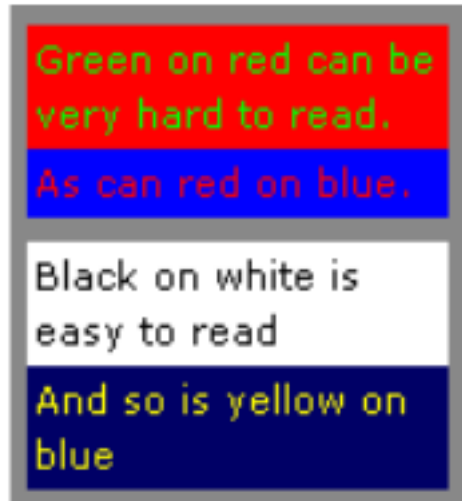 Green on red can be
very hard to read.
As can red on blue.
Black on white is
easy to read
And so is yellow on
blue